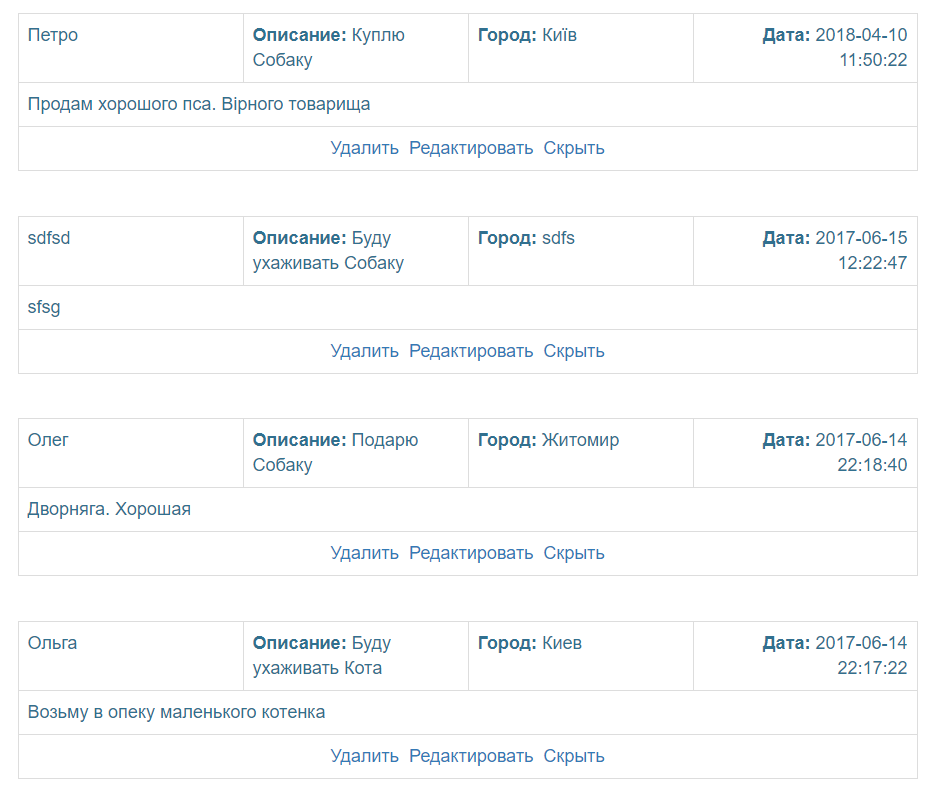 Петро
Описание: Куплю
Собаку
Город: Київ
Дата: 2018-04-10
11:50:22
Продам хорошого пса. Вірного товарища
Удалить Редактировать Скрыть
sdfsd
Описание: Буду
ухаживать Собаку
Город: sdfs
Дата: 2017-06-15
12:22:47
sfsg
Удалить Редактировать Скрыть
Олег
Описание: Подарю
Собаку
Город: Житомир
Дата: 2017-06-14
22:18:40
Дворняга. Хорошая
Удалить Редактировать Скрыть
Ольга
Описание: Буду
ухаживать Кота
Город: Киев
Дата: 2017-06-14
22:17:22
Возьму в опеку маленького котенка
Удалить Редактировать Скрыть